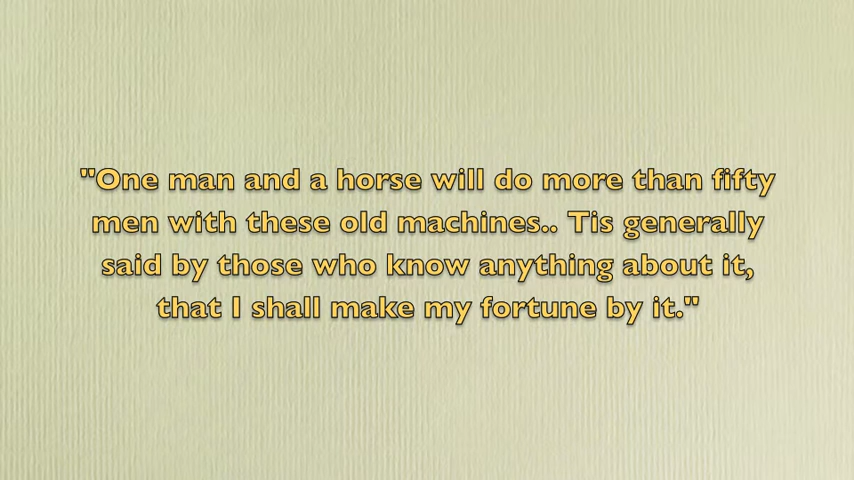 "One man and a horse will do more than fifty
men with these old machines.. Tis generally
said by those who know anything about it,
that I shall make my fortune by it."